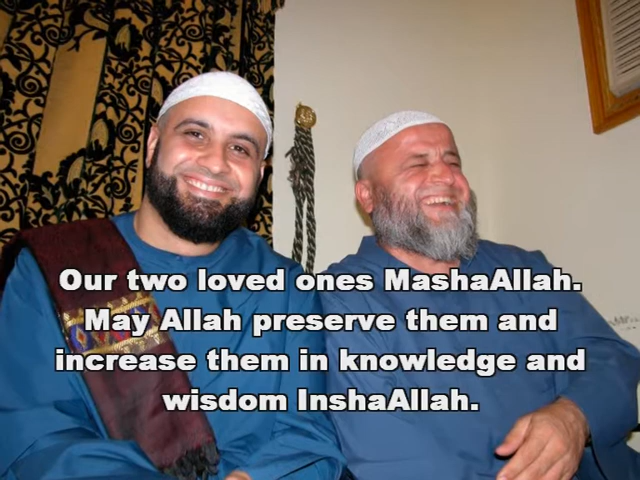 Our two loved ones MashaAllah.
May Allah preserve them and
increase them in knowledge and
wisdom InshaAllah.